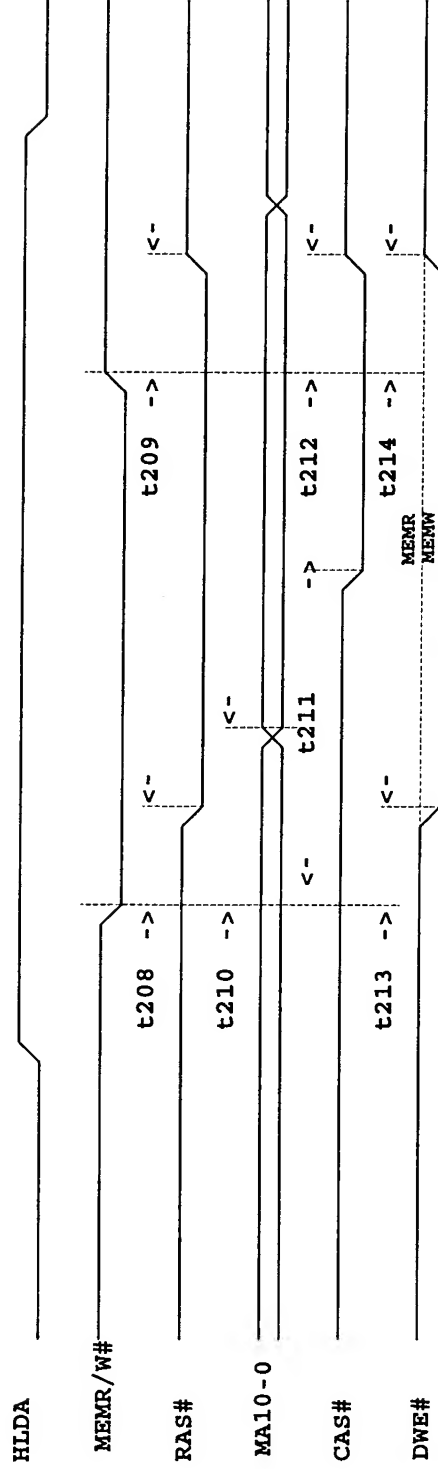 HLDA
MEMR/W#
t208 -> <- t209 -> <-
RAS#
t210 -> <-
MA10-0
<- t211 -> t212 -> <-
CAS#
t213 -> <- t214 -> <-
MEMR
DWE#
MEMW